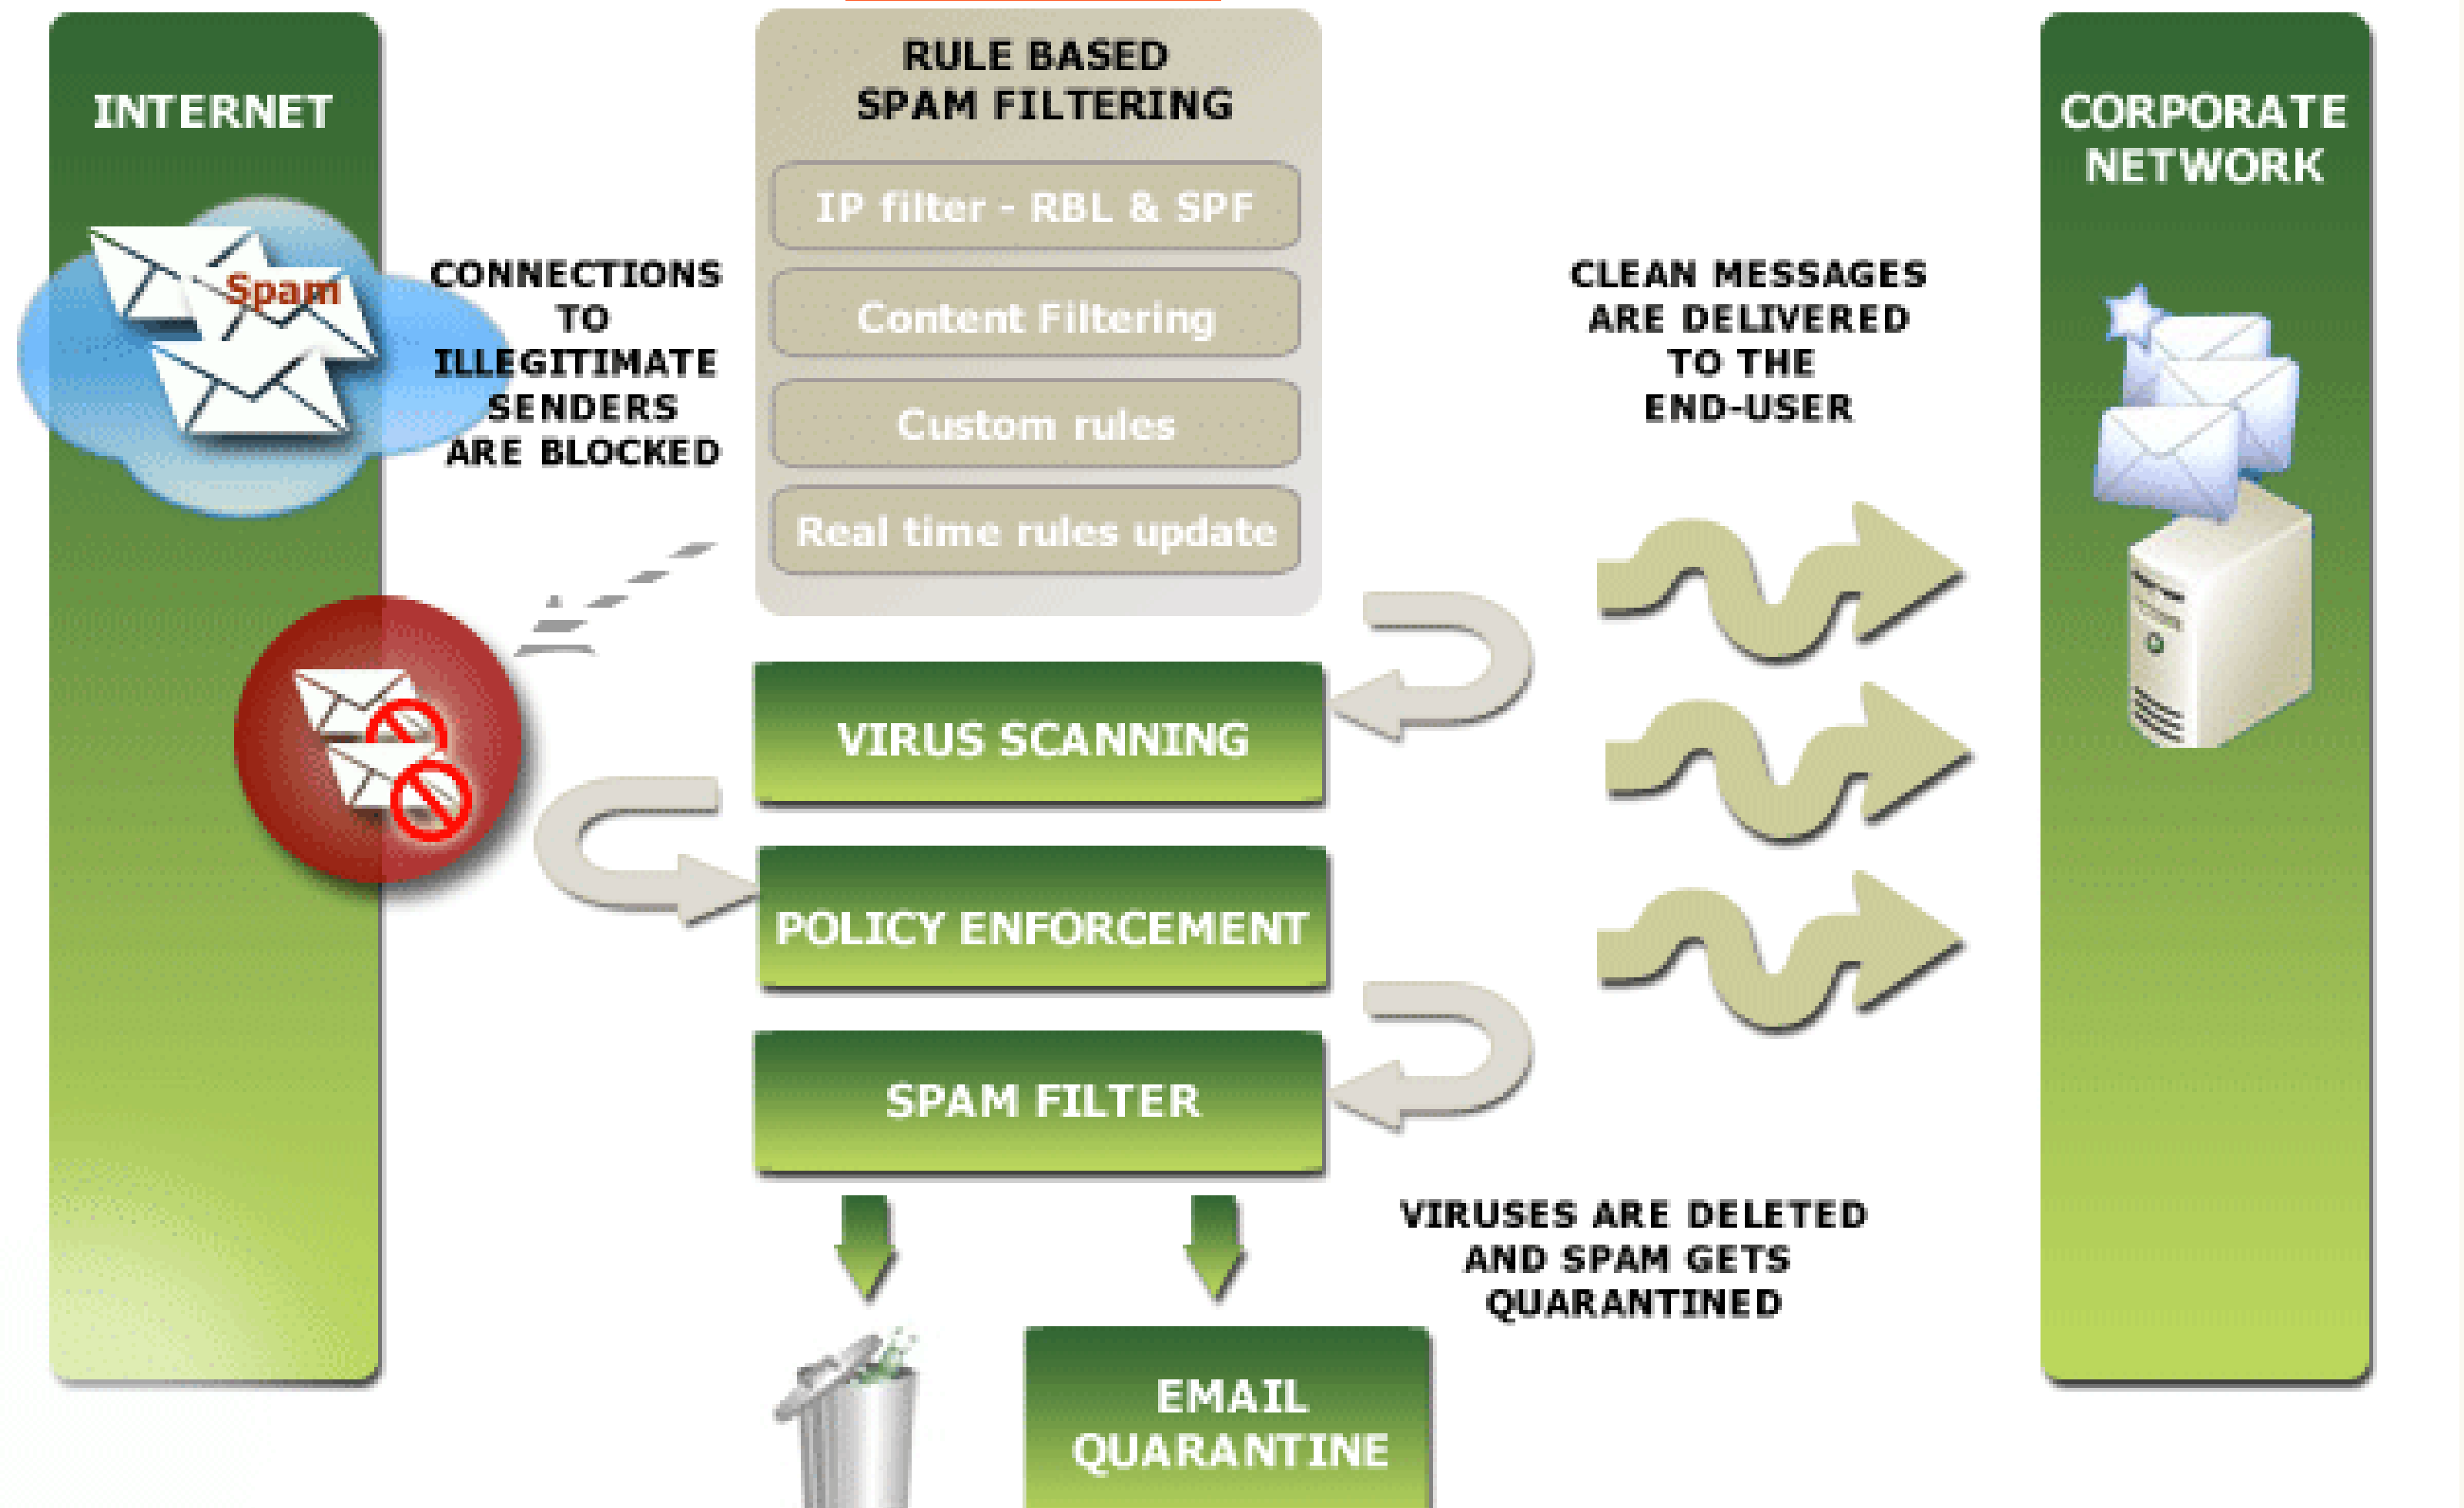 INTERNET
Spam
CONNECTIONS
TO
ILLEGITIMATE
SENDERS
ARE BLOCKED
RULE BASED
SPAM FILTERING
IP filter - RBL & SPF
Content Filtering
Custom rules
Real time rules update
VIRUS SCANNING
POLICY ENFORCEMENT
SPAM FILTER
CLEAN MESSAGES
ARE DELIVERED
TO THE
END-USER
CORPORATE
NETWORK
VIRUSES ARE DELETED
AND SPAM GETS
QUARANTINED
EMAIL
QUARANTINE